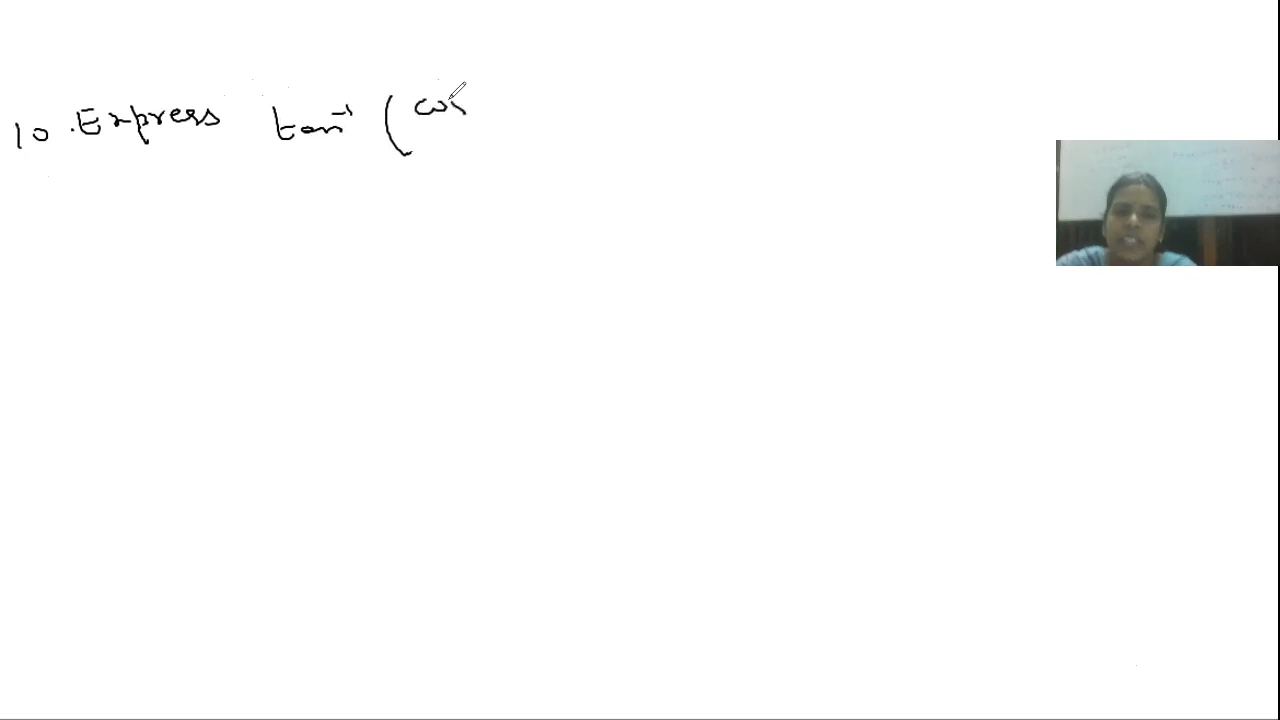 10. Express tan⁻¹ ( cos